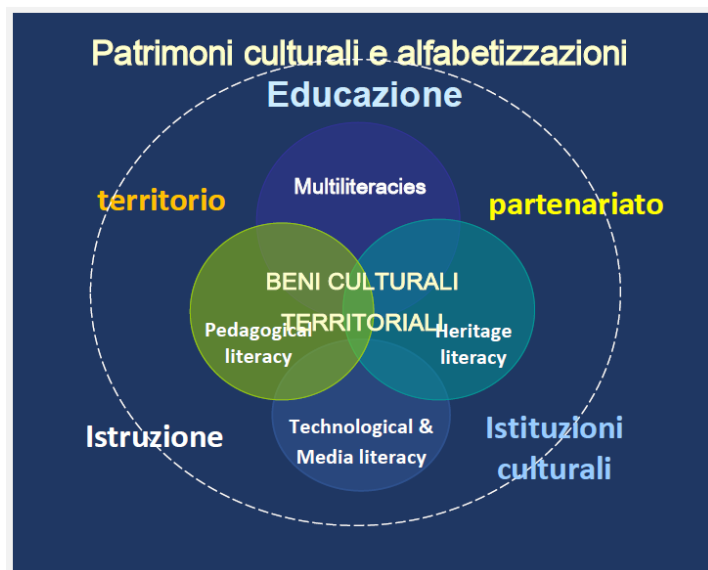 Patrimoni culturali e alfabetizzazioni
Educazione
Multiliteracies
territorio
partenariato
BENI CULTURALI
TERRITORIALI
Pedagogical
literacy
Heritage
literacy
Istruzione
Technological &
Media literacy
Istituzioni
culturali